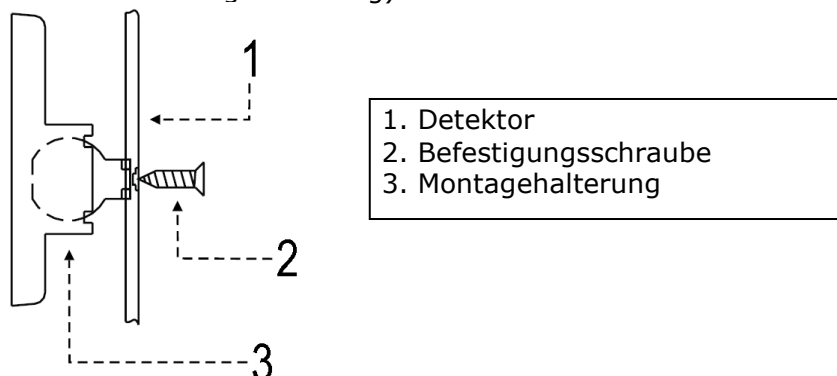 1
2
3
1. Detektor
2. Befestigungsschraube
3. Montagehalterung